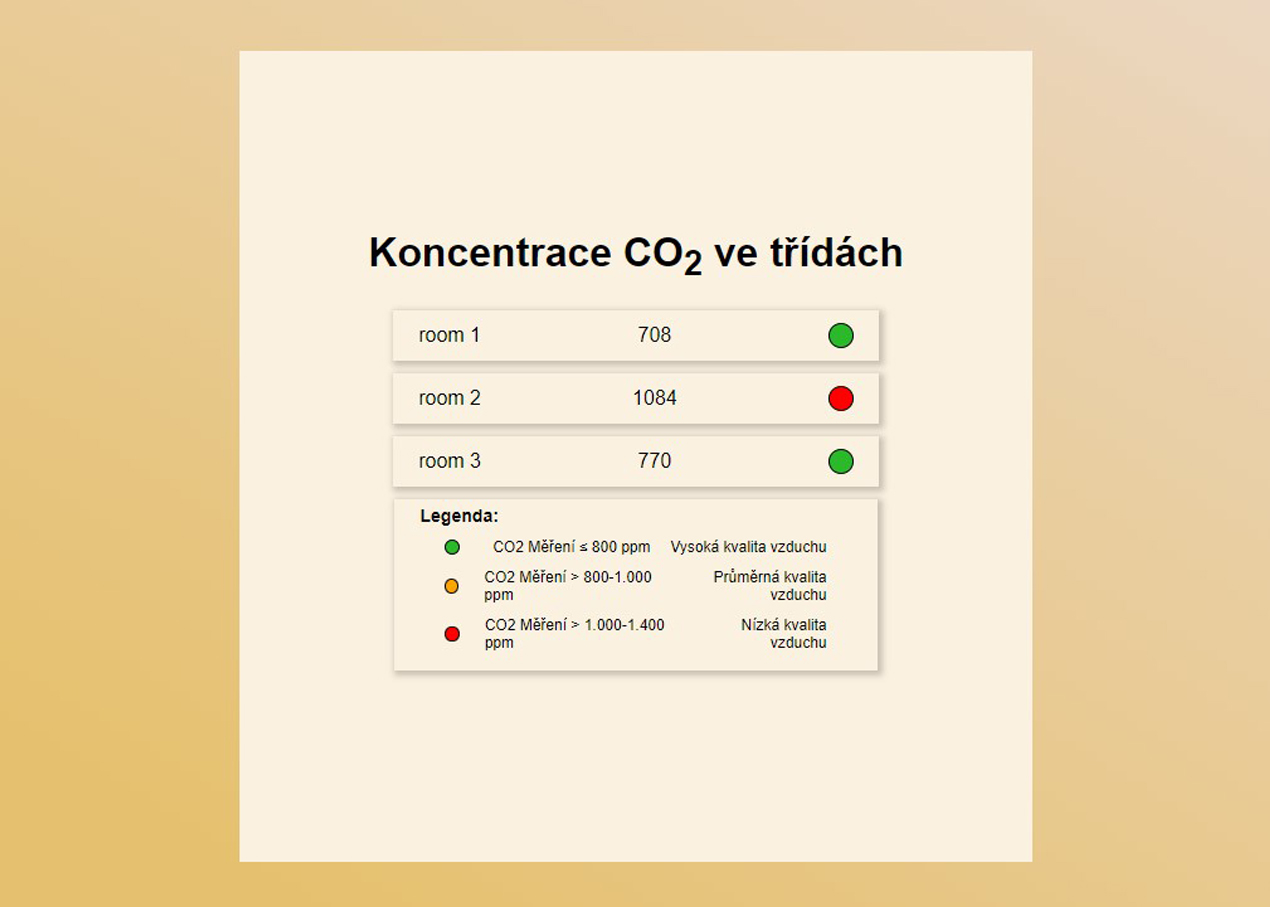 Koncentrace CO2 ve třídách
room 1 708
room 2 1084
room 3 770
Legenda:
CO2 Měření ≤ 800 ppm Vysoká kvalita vzduchu
CO2 Měření > 800-1.000 ppm Průměrná kvalita vzduchu
CO2 Měření > 1.000-1.400 ppm Nízká kvalita vzduchu